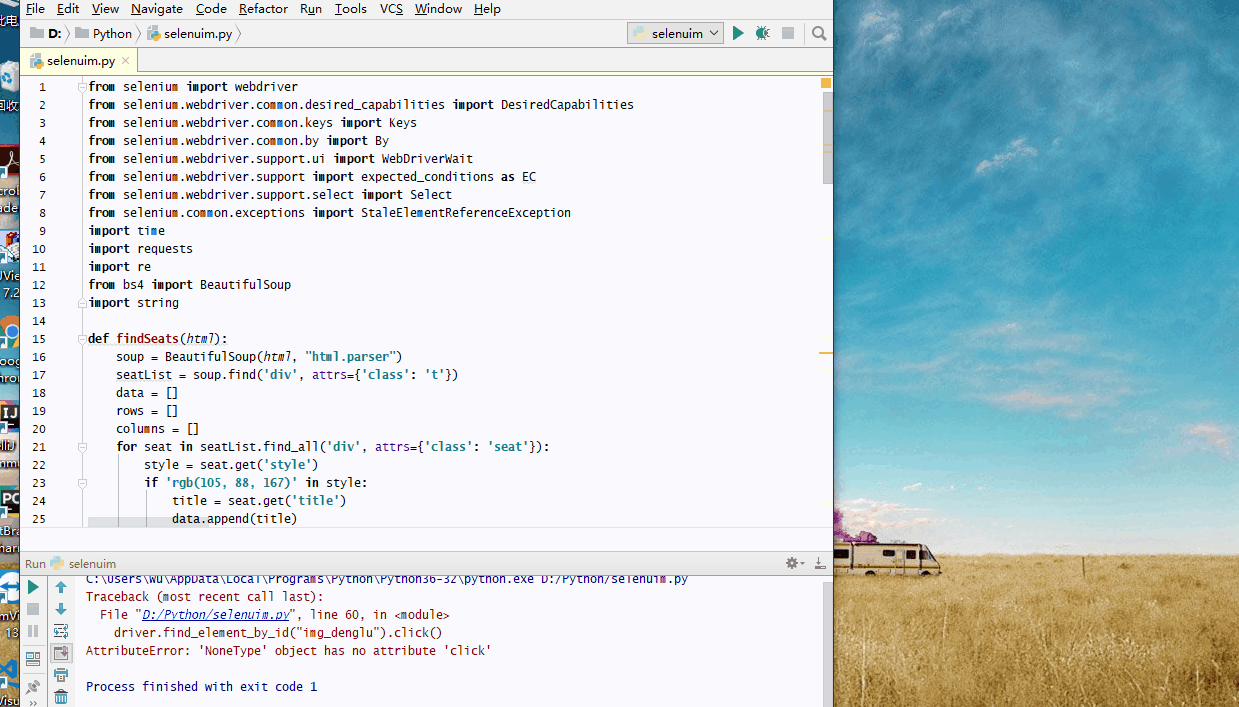 File Edit View Navigate Code Refactor Run Tools VCS Window Help
D: Python selenuim.py selenuim
selenuim.py
1 from selenium import webdriver
2 from selenium.webdriver.common.desired_capabilities import DesiredCapabilities
3 from selenium.webdriver.common.keys import Keys
4 from selenium.webdriver.common.by import By
5 from selenium.webdriver.support.ui import WebDriverWait
6 from selenium.webdriver.support import expected_conditions as EC
7 from selenium.webdriver.support.select import Select
8 from selenium.common.exceptions import StaleElementReferenceException
9 import time
10 import requests
11 import re
12 from bs4 import BeautifulSoup
13 import string
14
15 def findSeats(html):
16 soup = BeautifulSoup(html, "html.parser")
17 seatList = soup.find('div', attrs={'class': 't'})
18 data = []
19 rows = []
20 columns = []
21 for seat in seatList.find_all('div', attrs={'class': 'seat'}):
22 style = seat.get('style')
23 if 'rgb(105, 88, 167)' in style:
24 title = seat.get('title')
25 data.append(title)
Run selenuim
C:\Users\wu\AppData\Local\Programs\Python\Python36-32\python.exe D:/Python/selenuim.py
Traceback (most recent call last):
File "D:/Python/selenuim.py", line 60, in <module>
driver.find_element_by_id("img_denglu").click()
AttributeError: 'NoneType' object has no attribute 'click'
Process finished with exit code 1